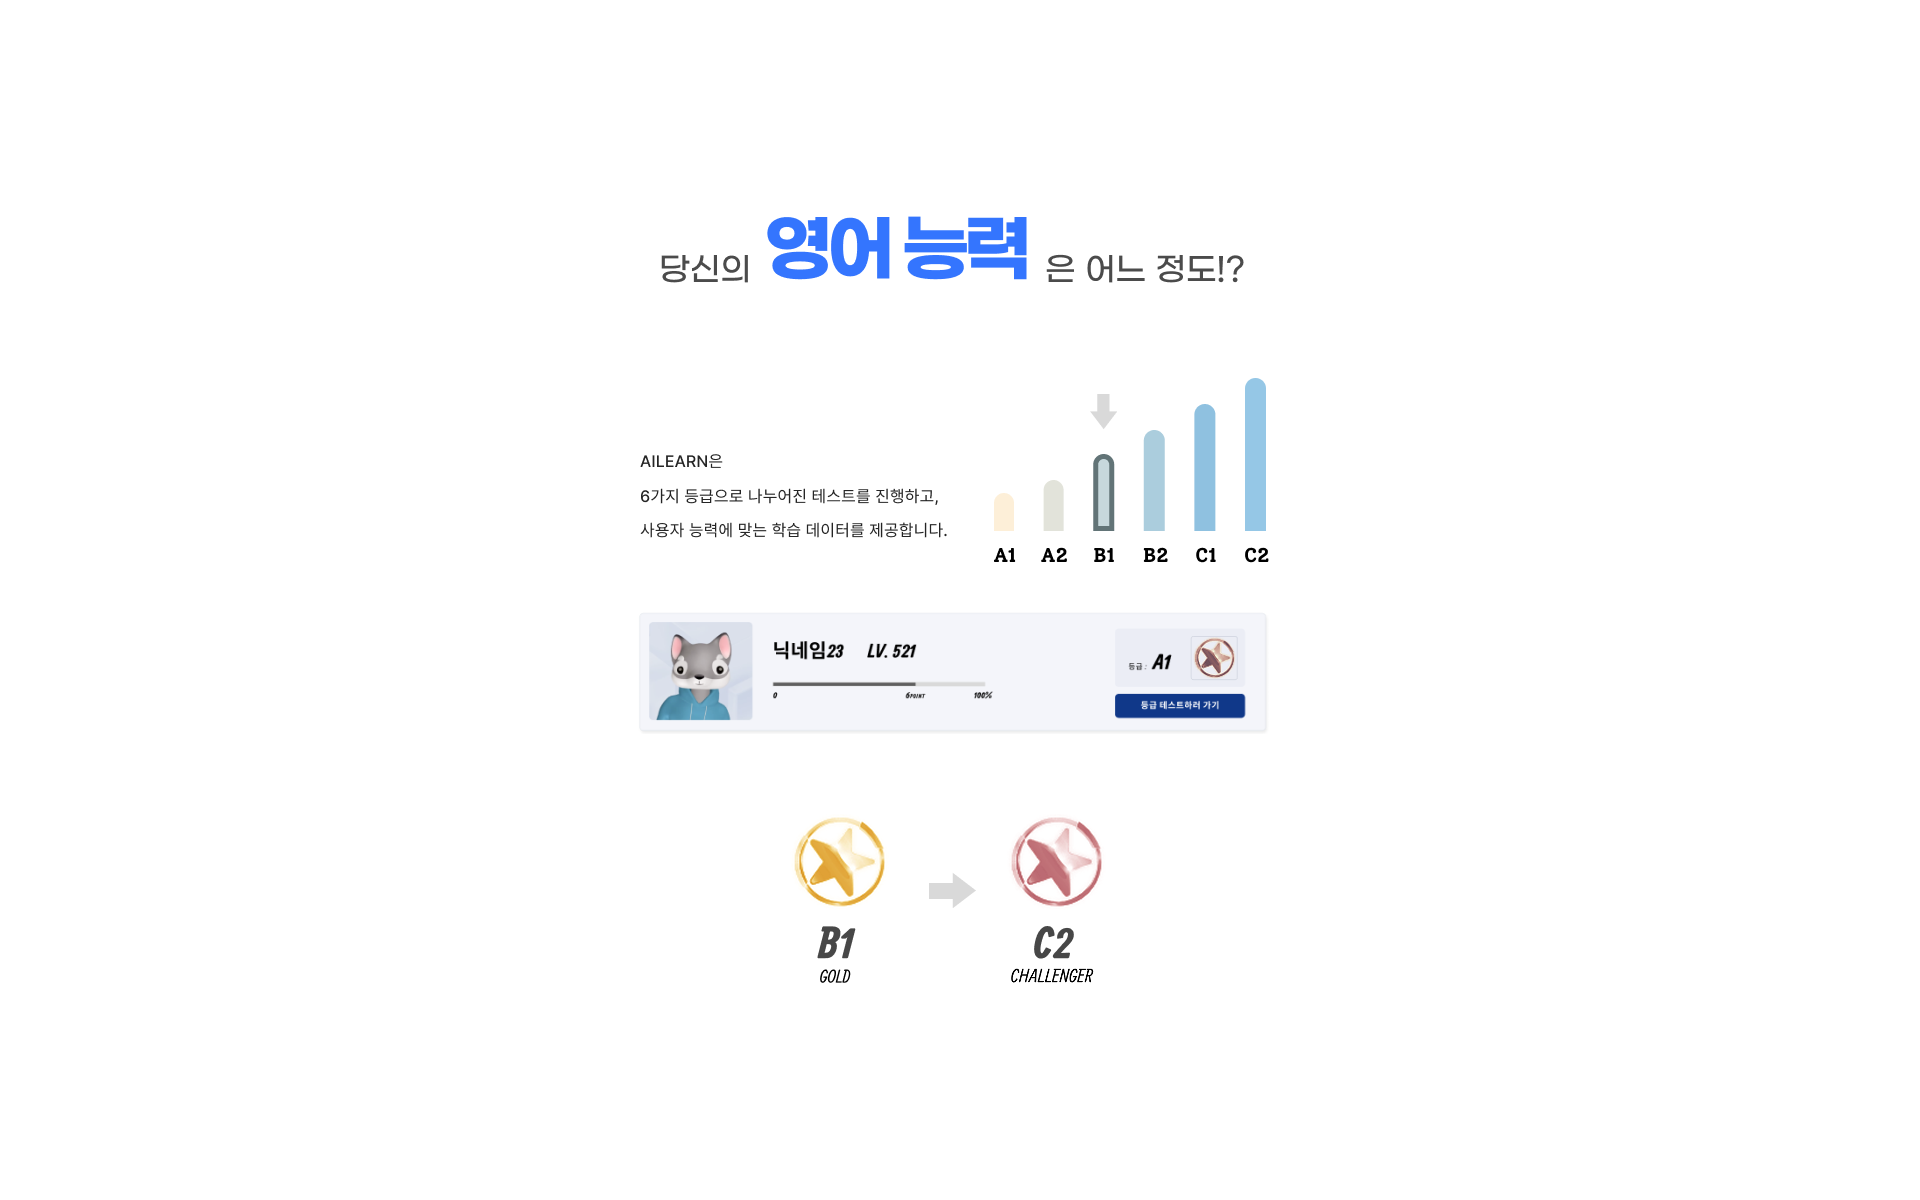 당신의 영어 능력 은 어느 정도!?
AILEARN은
6가지 등급으로 나누어진 테스트를 진행하고,
사용자 능력에 맞는 학습 데이터를 제공합니다.
A1 A2 B1 B2 C1 C2
닉네임23 LV. 521
0 6POINT 100%
등급 : A1
등급 테스트하러 가기
B1 C2
GOLD CHALLENGER